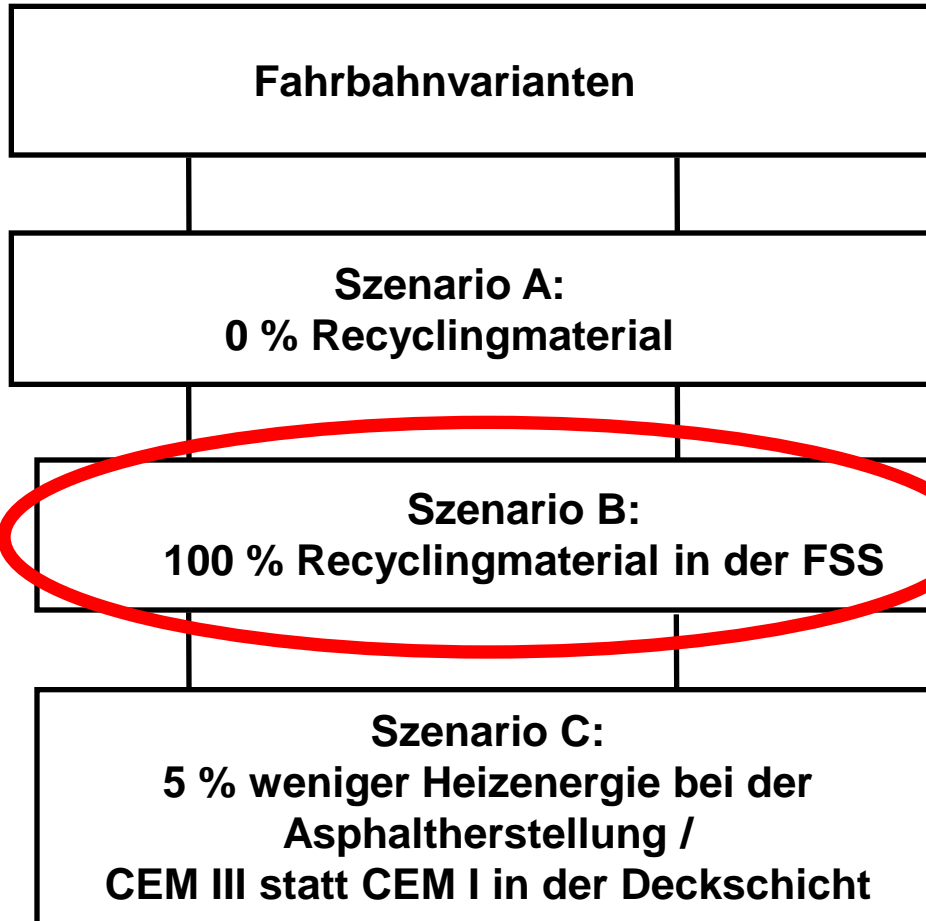 Fahrbahnvarianten
Szenario A:
0 % Recyclingmaterial
Szenario B:
100 % Recyclingmaterial in der FSS
Szenario C:
5 % weniger Heizenergie bei der
Asphaltherstellung /
CEM III statt CEM I in der Deckschicht